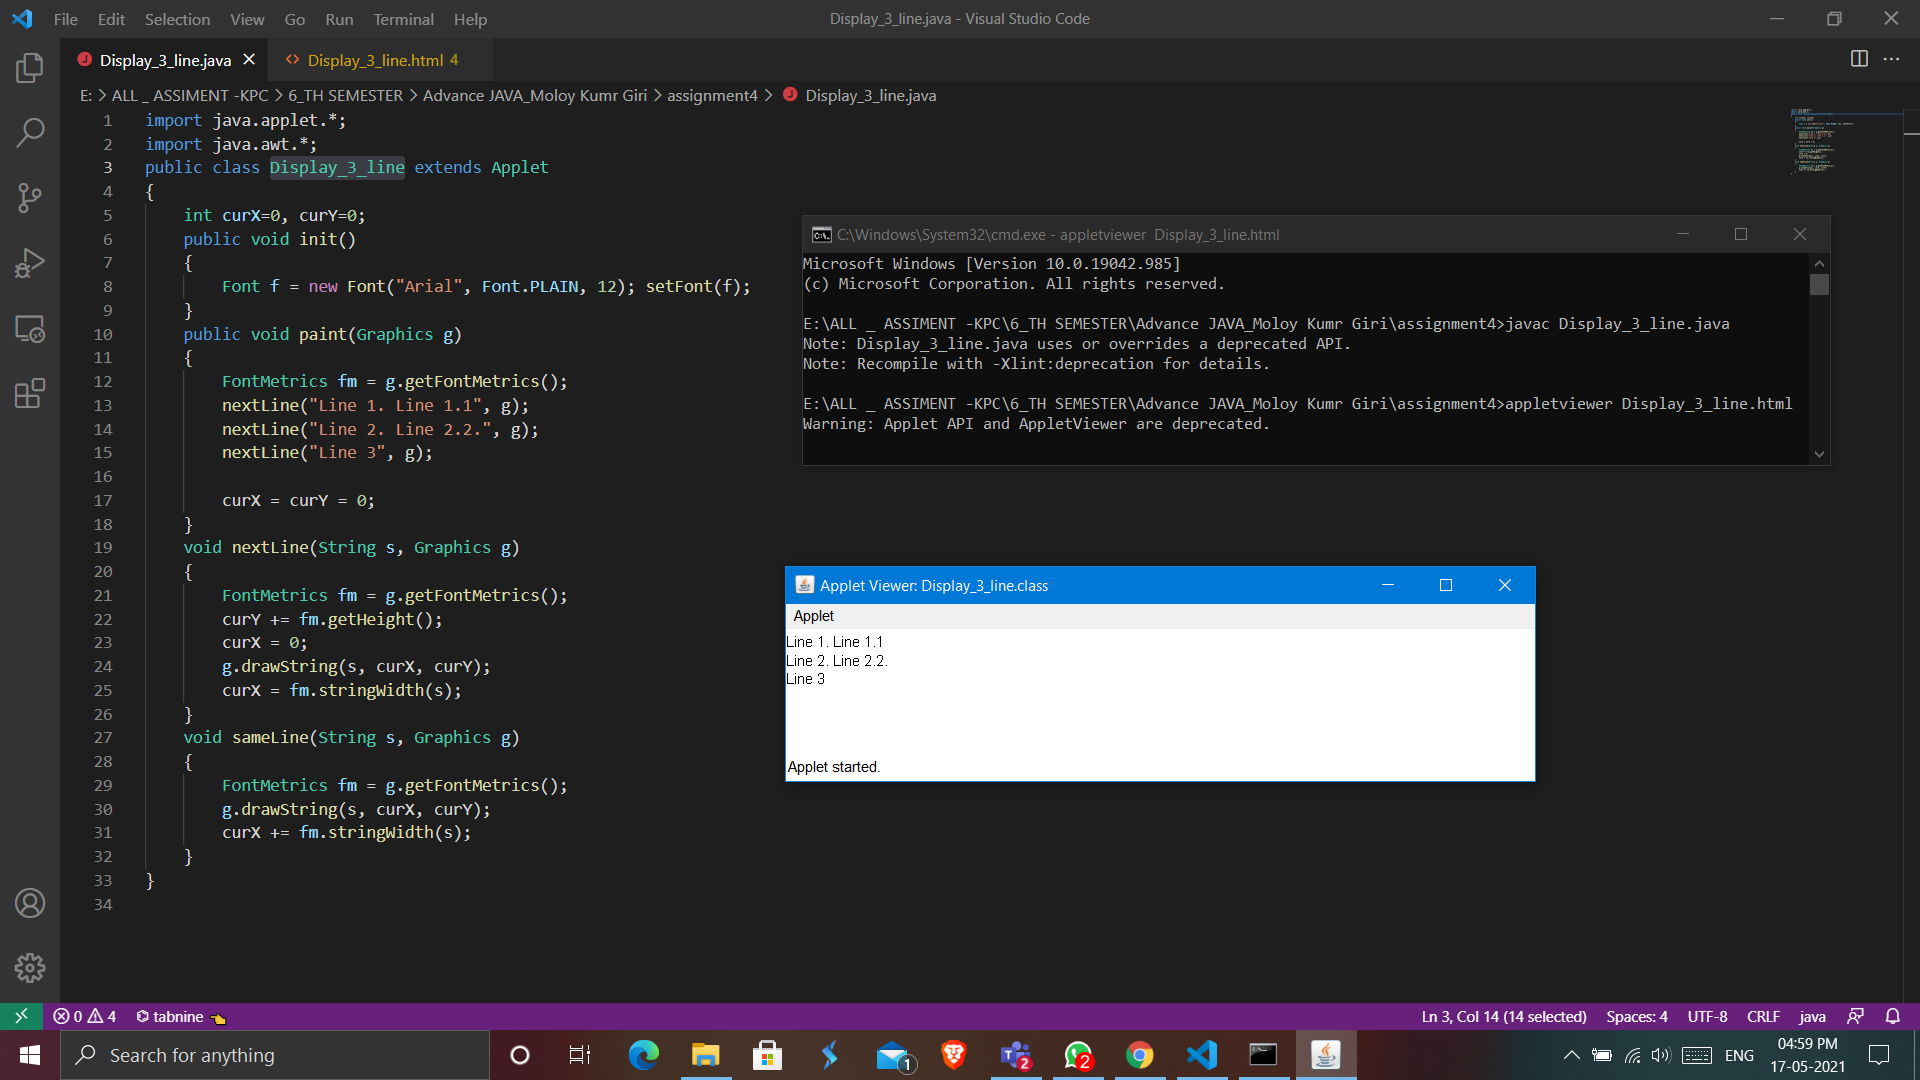 File Edit Selection View Go Run Terminal Help
Display_3_line.java - Visual Studio Code
Display_3_line.java
Display_3_line.html 4
E: > ALL _ ASSIMENT -KPC > 6_TH SEMESTER > Advance JAVA_Moloy Kumr Giri > assignment4 > Display_3_line.java
1 import java.applet.*;
2 import java.awt.*;
3 public class Display_3_line extends Applet
4 {
5 int curX=0, curY=0;
6 public void init()
7 {
8 Font f = new Font("Arial", Font.PLAIN, 12); setFont(f);
9 }
10 public void paint(Graphics g)
11 {
12 FontMetrics fm = g.getFontMetrics();
13 nextLine("Line 1. Line 1.1", g);
14 nextLine("Line 2. Line 2.2.", g);
15 nextLine("Line 3", g);
16
17 curX = curY = 0;
18 }
19 void nextLine(String s, Graphics g)
20 {
21 FontMetrics fm = g.getFontMetrics();
22 curY += fm.getHeight();
23 curX = 0;
24 g.drawString(s, curX, curY);
25 curX = fm.stringWidth(s);
26 }
27 void sameLine(String s, Graphics g)
28 {
29 FontMetrics fm = g.getFontMetrics();
30 g.drawString(s, curX, curY);
31 curX += fm.stringWidth(s);
32 }
33 }
34
C:\Windows\System32\cmd.exe - appletviewer Display_3_line.html
Microsoft Windows [Version 10.0.19042.985]
(c) Microsoft Corporation. All rights reserved.
E:\ALL _ ASSIMENT -KPC\6_TH SEMESTER\Advance JAVA_Moloy Kumr Giri\assignment4>javac Display_3_line.java
Note: Display_3_line.java uses or overrides a deprecated API.
Note: Recompile with -Xlint:deprecation for details.
E:\ALL _ ASSIMENT -KPC\6_TH SEMESTER\Advance JAVA_Moloy Kumr Giri\assignment4>appletviewer Display_3_line.html
Warning: Applet API and AppletViewer are deprecated.
Applet Viewer: Display_3_line.class
Applet
Line 1. Line 1.1
Line 2. Line 2.2.
Line 3
Applet started.
0 4 tabnine
Ln 3, Col 14 (14 selected) Spaces: 4 UTF-8 CRLF java
Search for anything
1
2
2
ENG
04:59 PM
17-05-2021